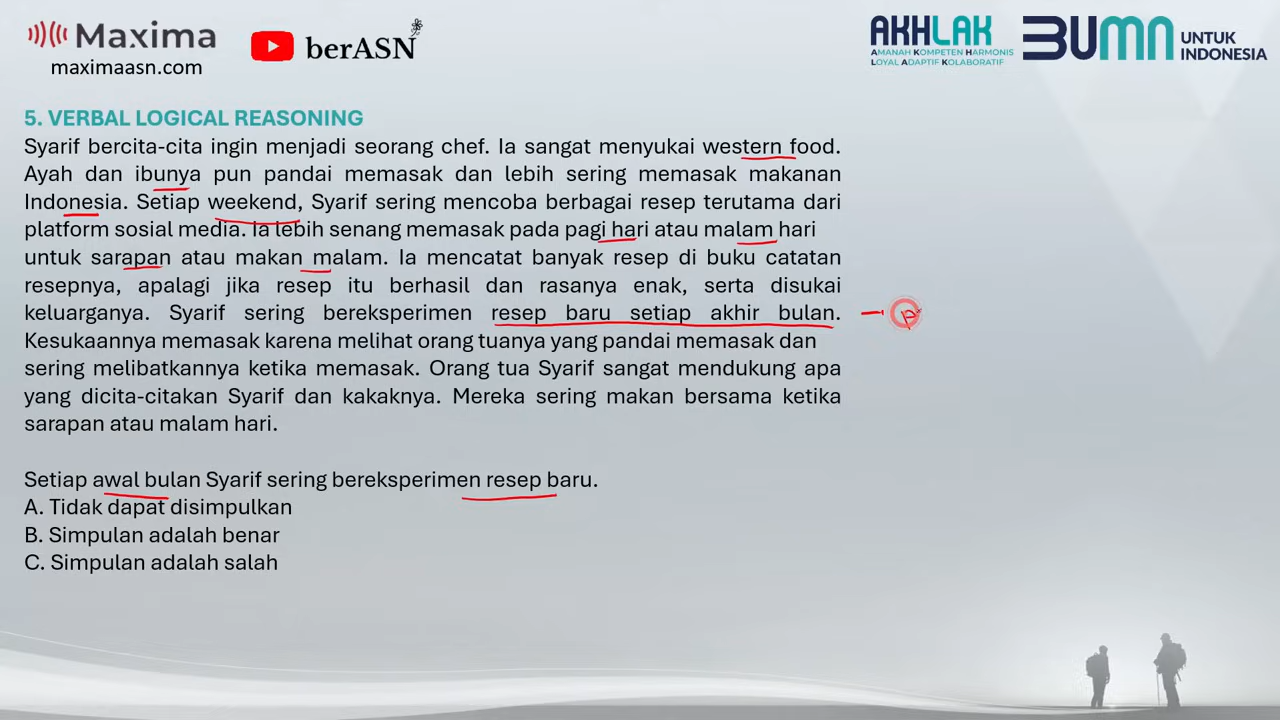 Maxima
maximaasn.com
berASN
AKHLAK
AMANAH KOMPETEN HARMONIS
LOYAL ADAPTIF KOLABORATIF
BUMN
UNTUK
INDONESIA
5. VERBAL LOGICAL REASONING
Syarif bercita-cita ingin menjadi seorang chef. Ia sangat menyukai western food.
Ayah dan ibunya pun pandai memasak dan lebih sering memasak makanan
Indonesia. Setiap weekend, Syarif sering mencoba berbagai resep terutama dari
platform sosial media. Ia lebih senang memasak pada pagi hari atau malam hari
untuk sarapan atau makan malam. Ia mencatat banyak resep di buku catatan
resepnya, apalagi jika resep itu berhasil dan rasanya enak, serta disukai
keluarganya. Syarif sering bereksperimen resep baru setiap akhir bulan.
Kesukaannya memasak karena melihat orang tuanya yang pandai memasak dan
sering melibatkannya ketika memasak. Orang tua Syarif sangat mendukung apa
yang dicita-citakan Syarif dan kakaknya. Mereka sering makan bersama ketika
sarapan atau malam hari.
Setiap awal bulan Syarif sering bereksperimen resep baru.
A. Tidak dapat disimpulkan
B. Simpulan adalah benar
C. Simpulan adalah salah